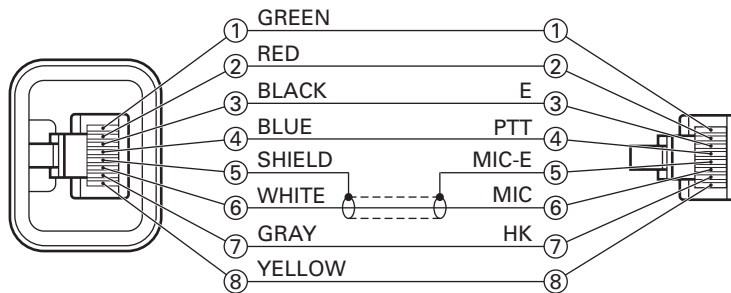 ① GREEN ①
② RED ②
③ BLACK E ③
④ BLUE PTT ④
⑤ SHIELD MIC-E ⑤
⑥ WHITE MIC ⑥
⑦ GRAY HK ⑦
⑧ YELLOW ⑧